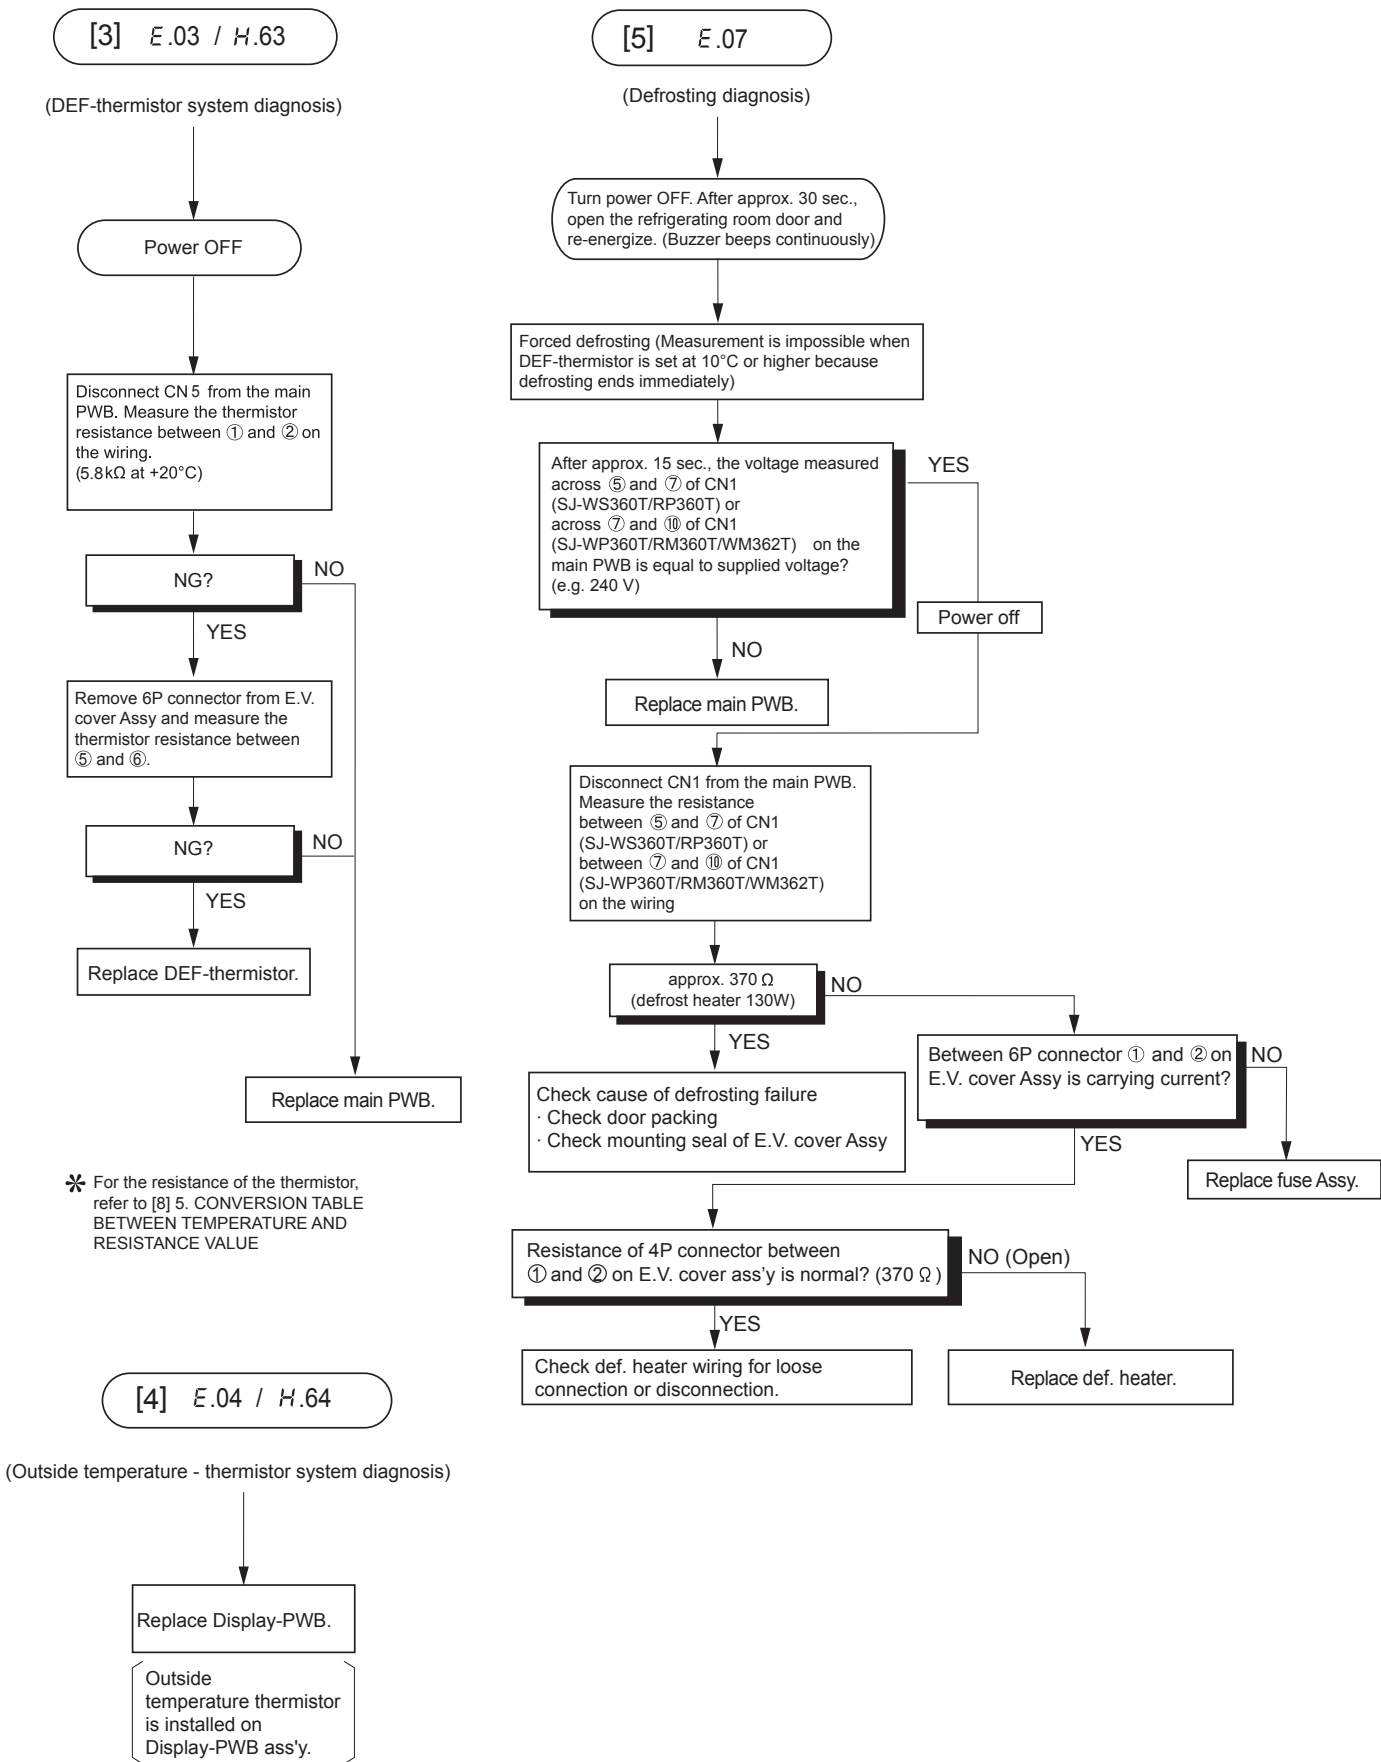 [3] E.03 / H.63
(DEF-thermistor system diagnosis)
Power OFF
Disconnect CN5 from the main
PWB. Measure the thermistor
resistance between ① and ② on
the wiring.
(5.8kΩ at +20°C)
NG?
NO
YES
Remove 6P connector from E.V.
cover Assy and measure the
thermistor resistance between
⑤ and ⑥.
NG?
NO
YES
Replace DEF-thermistor.
Replace main PWB.
* For the resistance of the thermistor,
refer to [8] 5. CONVERSION TABLE
BETWEEN TEMPERATURE AND
RESISTANCE VALUE
[4] E.04 / H.64
(Outside temperature - thermistor system diagnosis)
Replace Display-PWB.
Outside
temperature thermistor
is installed on
Display-PWB ass'y.
[5] E.07
(Defrosting diagnosis)
Turn power OFF. After approx. 30 sec.,
open the refrigerating room door and
re-energize. (Buzzer beeps continuously)
Forced defrosting (Measurement is impossible when
DEF-thermistor is set at 10°C or higher because
defrosting ends immediately)
After approx. 15 sec., the voltage measured
across ⑤ and ⑦ of CN1
(SJ-WS360T/RP360T) or
across ⑦ and ⑩ of CN1
(SJ-WP360T/RM360T/WM362T) on the
main PWB is equal to supplied voltage?
(e.g. 240 V)
YES
Power off
NO
Replace main PWB.
Disconnect CN1 from the main PWB.
Measure the resistance
between ⑤ and ⑦ of CN1
(SJ-WS360T/RP360T) or
between ⑦ and ⑩ of CN1
(SJ-WP360T/RM360T/WM362T)
on the wiring
approx. 370 Ω
(defrost heater 130W)
NO
YES
Check cause of defrosting failure
· Check door packing
· Check mounting seal of E.V. cover Assy
Between 6P connector ① and ② on
E.V. cover Assy is carrying current?
NO
YES
Replace fuse Assy.
Resistance of 4P connector between
① and ② on E.V. cover ass'y is normal? (370 Ω)
NO (Open)
YES
Check def. heater wiring for loose
connection or disconnection.
Replace def. heater.